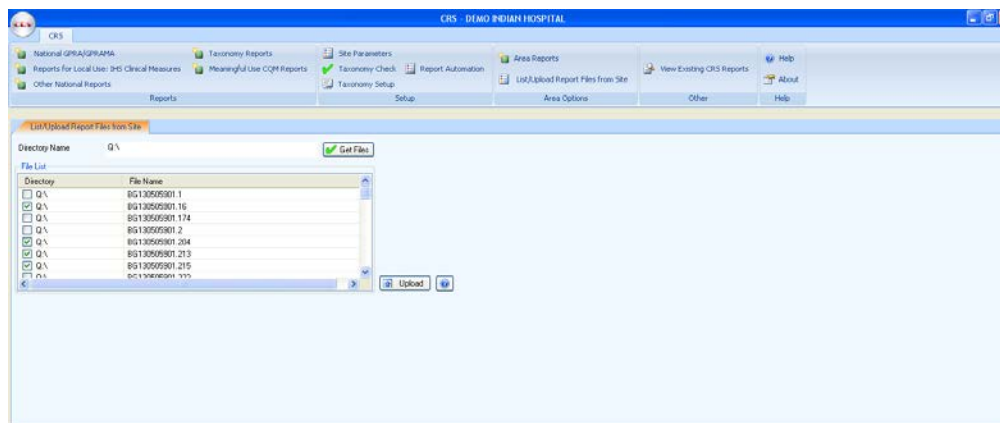 CRS - DEMO INDIAN HOSPITAL
CRS
National GPRA/GPRAMA
Reports for Local Use: IHS Clinical Measures
Other National Reports
Taxonomy Reports
Meaningful Use CQM Reports
Reports
Site Parameters
Taxonomy Check
Report Automation
Taxonomy Setup
Setup
Area Reports
List/Upload Report Files from Site
Area Options
View Existing CRS Reports
Other
Help
About
Help
List/Upload Report Files from Site
Directory Name Q:\ Get Files
File List
Directory File Name
Q:\ BG130505901.1
Q:\ BG130505901.16
Q:\ BG130505901.174
Q:\ BG130505901.2
Q:\ BG130505901.204
Q:\ BG130505901.213
Q:\ BG130505901.215
Upload